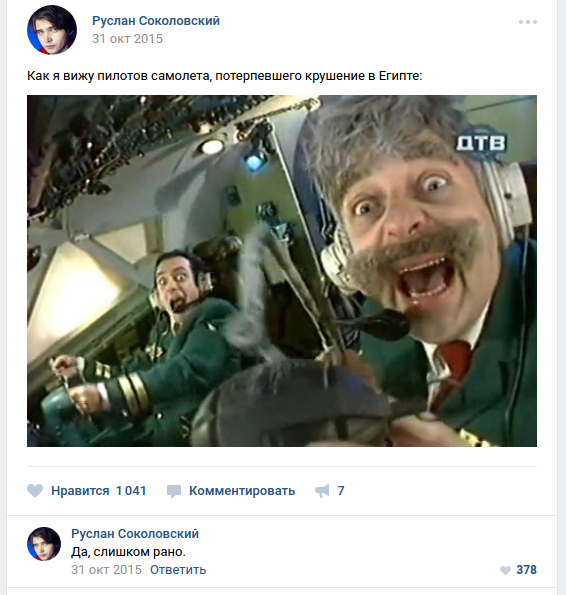 Руслан Соколовский
31 окт 2015
Как я вижу пилотов самолета, потерпевшего крушение в Египте:
ДТВ
Нравится 1 041 Комментировать 7
Руслан Соколовский
Да, слишком рано.
31 окт 2015 Ответить 378